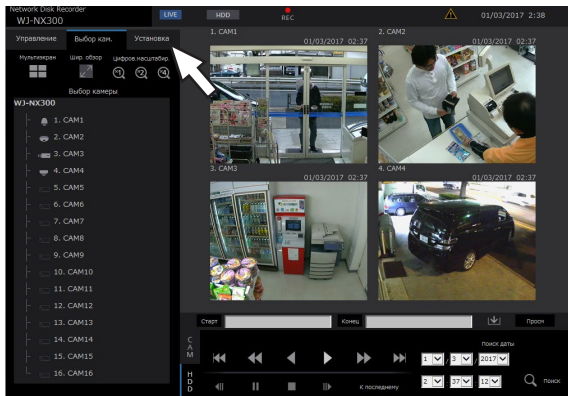 Network Disk Recorder
WJ-NX300
LIVE
HDD
REC
01/03/2017 2:38
Управление
Выбор кам.
Установка
Мультиэкран
Шир. обзор
Цифров.масштабир.
x1 x2 x4
Выбор камеры
WJ-NX300
1. CAM1
2. CAM2
3. CAM3
4. CAM4
5. CAM5
6. CAM6
7. CAM7
8. CAM8
9. CAM9
10. CAM10
11. CAM11
12. CAM12
13. CAM13
14. CAM14
15. CAM15
16. CAM16
1. CAM1
01/03/2017 02:37
2. CAM2
01/03/2017 02:37
3. CAM3
01/03/2017 02:37
4. CAM4
01/03/2017 02:37
Старт
Конец
Просм
CAM
HDD
К последнему
Поиск даты
1 / 3 / 2017
2 37 12
Поиск